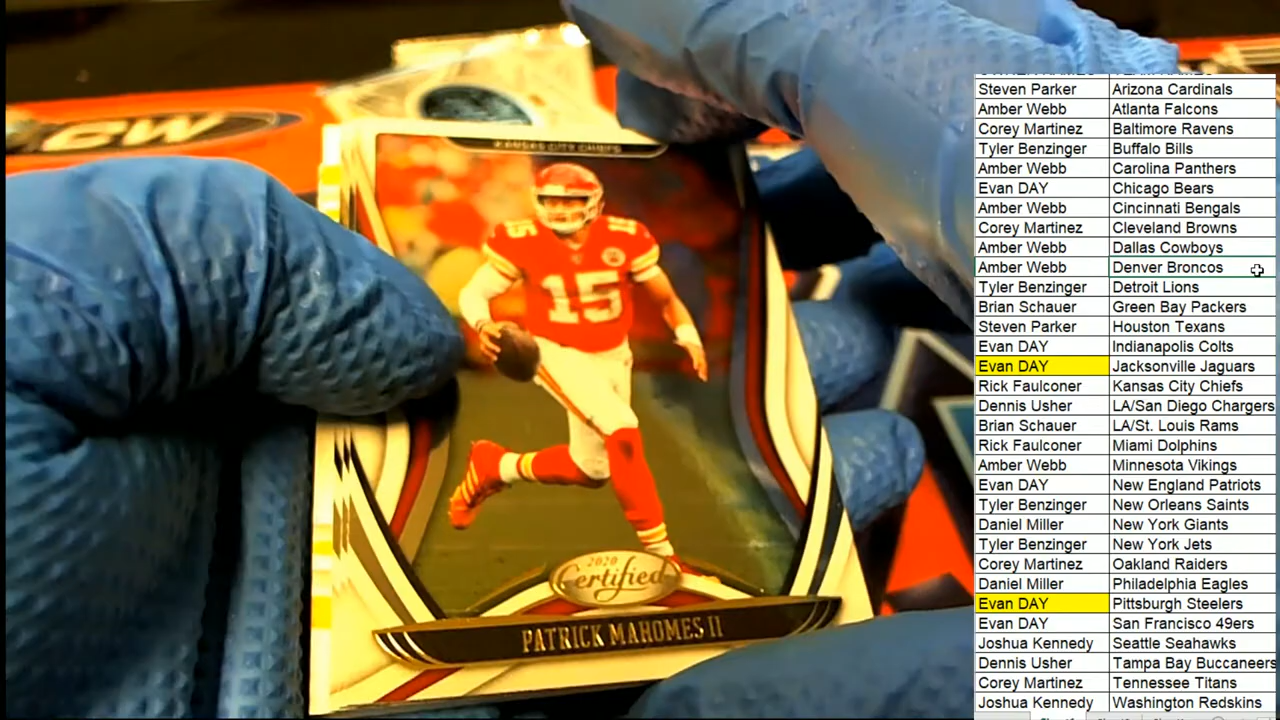 CW
KANSAS CITY CHIEFS
15
15
15
2020
Certified
PATRICK MAHOMES II
Steven Parker Arizona Cardinals
Amber Webb Atlanta Falcons
Corey Martinez Baltimore Ravens
Tyler Benzinger Buffalo Bills
Amber Webb Carolina Panthers
Evan DAY Chicago Bears
Amber Webb Cincinnati Bengals
Corey Martinez Cleveland Browns
Amber Webb Dallas Cowboys
Amber Webb Denver Broncos
Tyler Benzinger Detroit Lions
Brian Schauer Green Bay Packers
Steven Parker Houston Texans
Evan DAY Indianapolis Colts
Evan DAY Jacksonville Jaguars
Rick Faulconer Kansas City Chiefs
Dennis Usher LA/San Diego Chargers
Brian Schauer LA/St. Louis Rams
Rick Faulconer Miami Dolphins
Amber Webb Minnesota Vikings
Evan DAY New England Patriots
Tyler Benzinger New Orleans Saints
Daniel Miller New York Giants
Tyler Benzinger New York Jets
Corey Martinez Oakland Raiders
Daniel Miller Philadelphia Eagles
Evan DAY Pittsburgh Steelers
Evan DAY San Francisco 49ers
Joshua Kennedy Seattle Seahawks
Dennis Usher Tampa Bay Buccaneers
Corey Martinez Tennessee Titans
Joshua Kennedy Washington Redskins